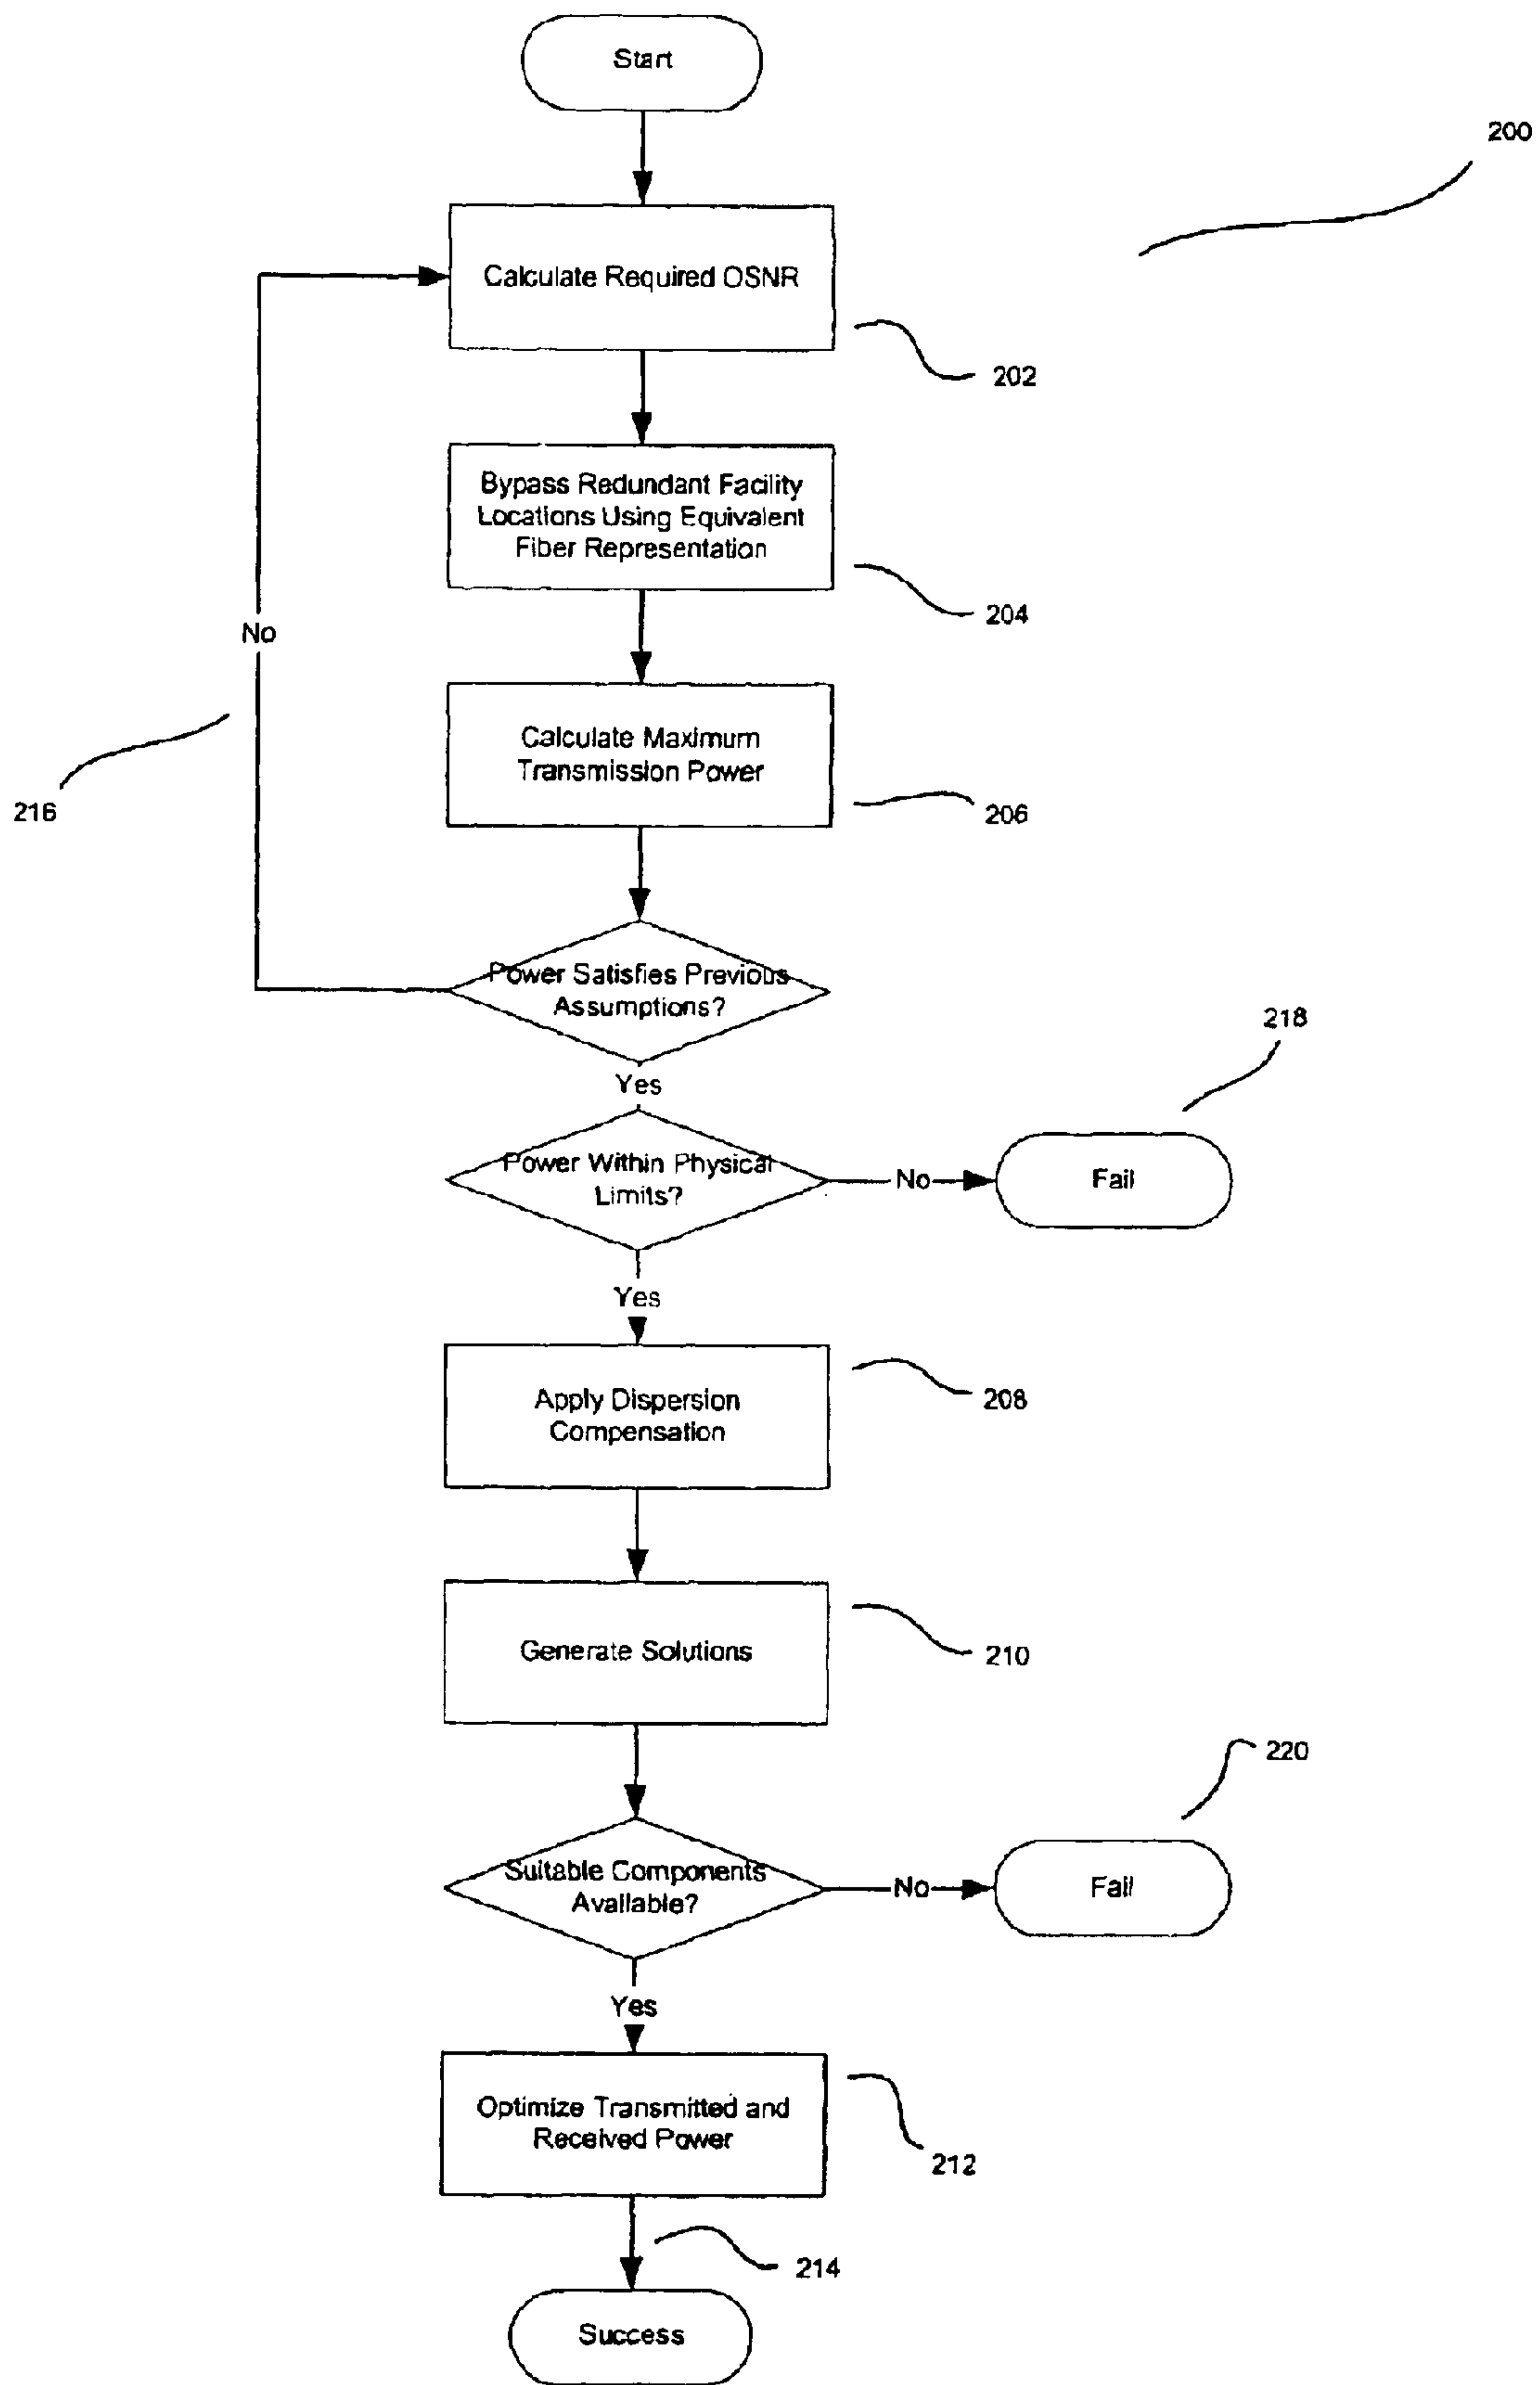 Start
200
Calculate Required OSNR
202
Bypass Redundant Facility
Locations Using Equivalent
Fiber Representation
204
No
Calculate Maximum
Transmission Power
206
216
Power Satisfies Previous
Assumptions?
218
Yes
Power Within Physical
Limits?
No
Fail
Yes
Apply Dispersion
Compensation
208
Generate Solutions
210
220
Suitable Components
Available?
No
Fail
Yes
Optimize Transmitted and
Received Power
212
214
Success